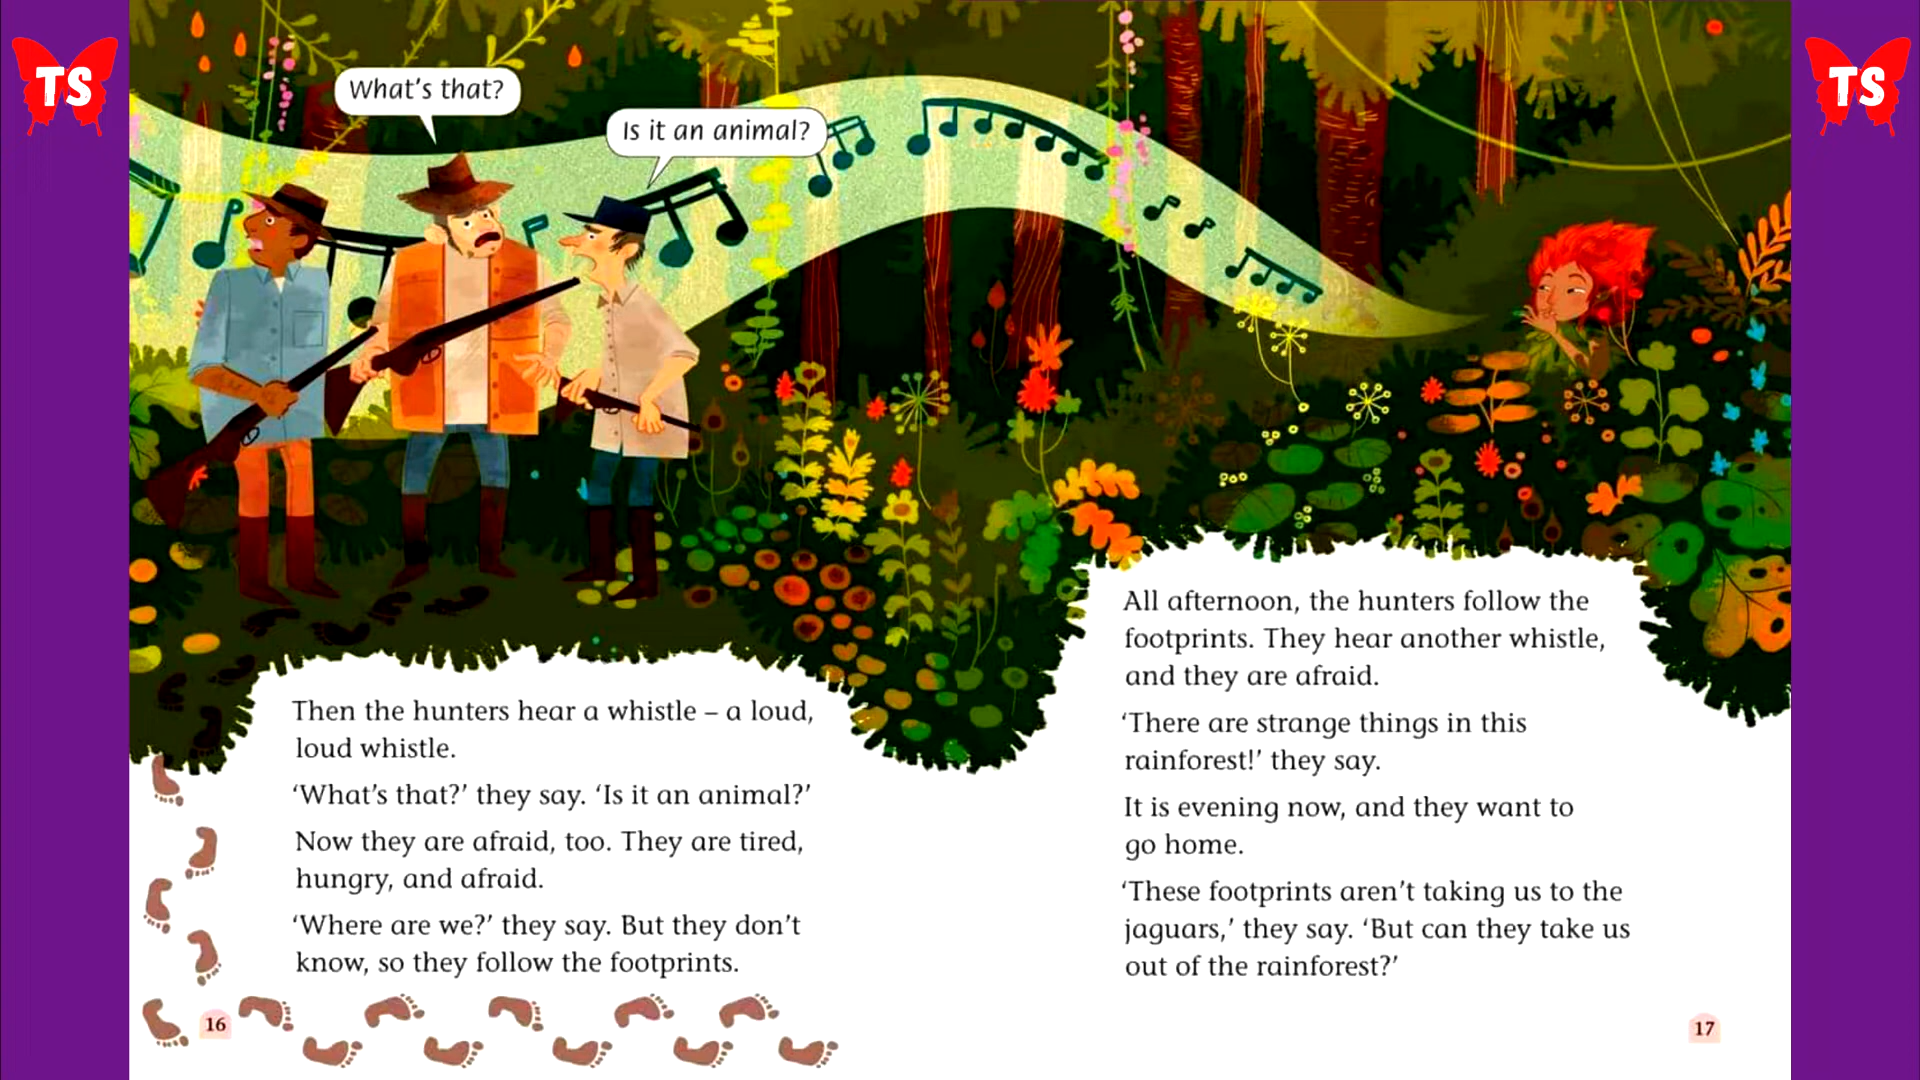 TS
TS
What's that?
Is it an animal?
Then the hunters hear a whistle – a loud,
loud whistle.
‘What's that?’ they say. ‘Is it an animal?’
Now they are afraid, too. They are tired,
hungry, and afraid.
‘Where are we?’ they say. But they don't
know, so they follow the footprints.
16
All afternoon, the hunters follow the
footprints. They hear another whistle,
and they are afraid.
‘There are strange things in this
rainforest!’ they say.
It is evening now, and they want to
go home.
‘These footprints aren't taking us to the
jaguars,’ they say. ‘But can they take us
out of the rainforest?’
17